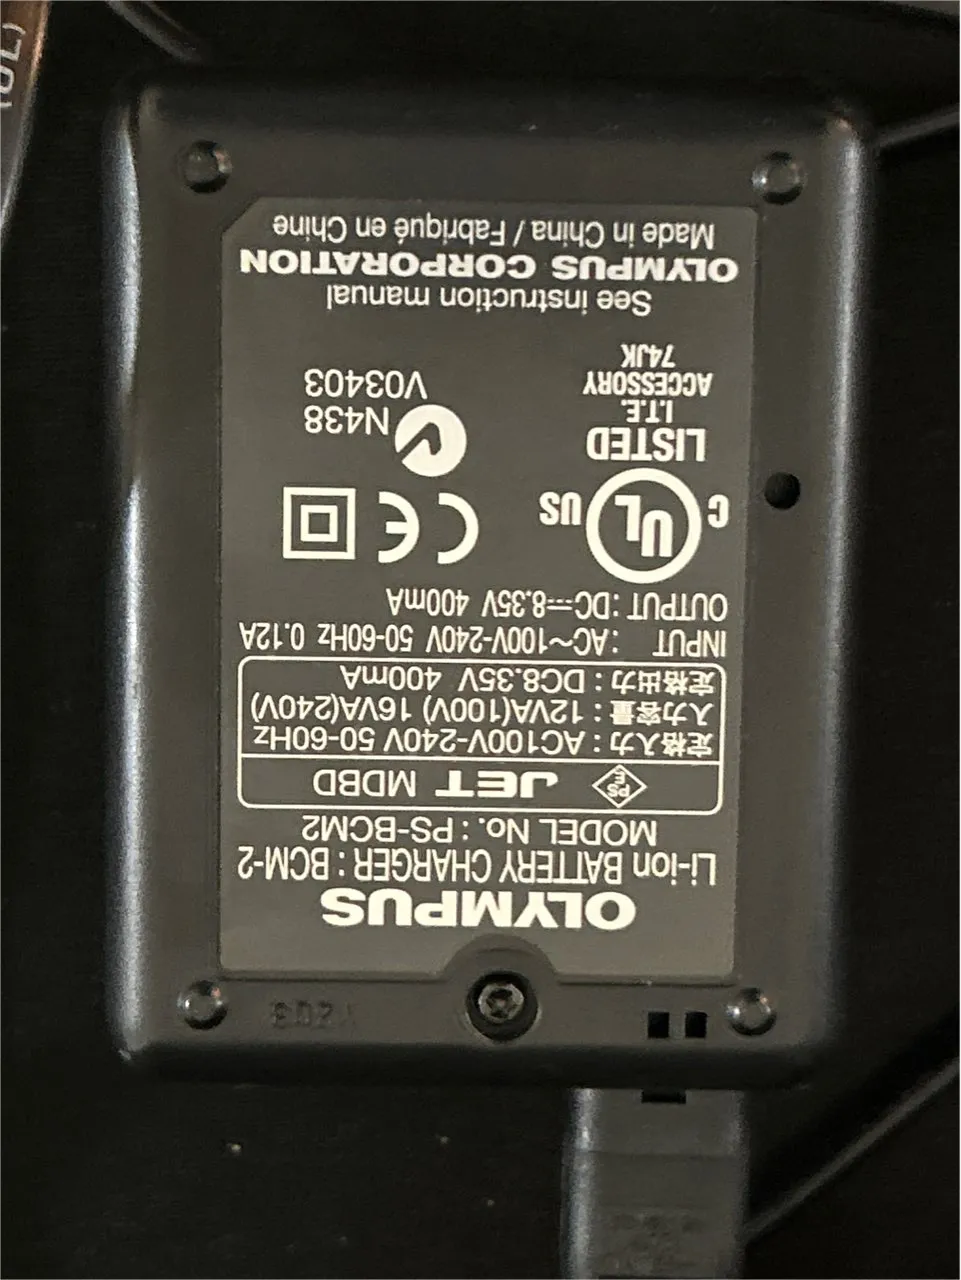 OLYMPUS
Li-ion BATTERY CHARGER : BCM-2
MODEL No. : PS-BCM2
PS E JET MDBD
定格入力 : AC100V-240V 50-60Hz
入力容量 : 12VA(100V) 16VA(240V)
定格出力 : DC8.35V 400mA
INPUT : AC~100V-240V 50-60Hz 0.12A
OUTPUT : DC⎓8.35V 400mA
C UL US CE
LISTED N438
I.T.E. V03403
ACCESSORY
74JK
See instruction manual
OLYMPUS CORPORATION
Made in China / Fabriqué en Chine